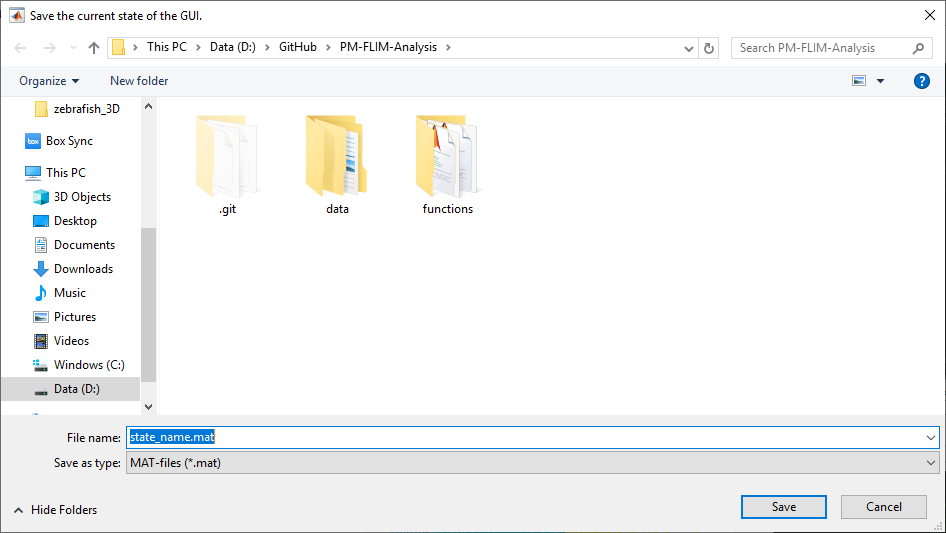 Save the current state of the GUI.
This PC > Data (D:) > GitHub > PM-FLIM-Analysis >
Search PM-FLIM-Analysis
Organize
New folder
?
zebrafish_3D
box
Box Sync
This PC
3D Objects
Desktop
Documents
Downloads
Music
Pictures
Videos
Windows (C:)
Data (D:)
.git
data
functions
File name: state_name.mat
Save as type: MAT-files (*.mat)
Hide Folders
Save
Cancel